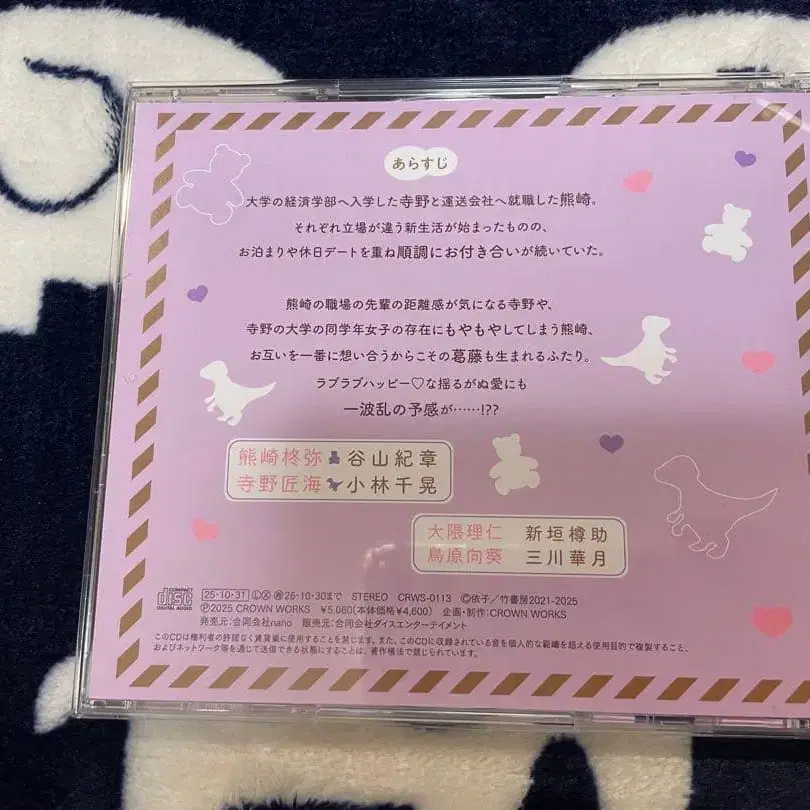 あらすじ
大学の経済学部へ入学した寺野と運送会社へ就職した熊崎。
それぞれ立場が違う新生活が始まったものの、
お泊まりや休日デートを重ね順調にお付き合いが続いていた。
熊崎の職場の先輩の距離感が気になる寺野や、
寺野の大学の同学年女子の存在にもやもやしてしまう熊崎、
お互いを一番に想い合うからこその葛藤も生まれるふたり。
ラブラブハッピー♡な揺るがぬ愛にも
一波乱の予感が……!??
熊崎柊弥 谷山紀章
寺野匠海 小林千晃
大隈理仁 新垣樽助
鳥原向葵 三川華月
COMPACT disc DIGITAL AUDIO
25・10・31 Ⓛ Ⓧ 再 26・10・30まで STEREO CRWS-0113 Ⓒ依子／竹書房2021-2025
Ⓟ2025 CROWN WORKS ¥5,060(本体価格¥4,600) 企画・制作：CROWN WORKS
発売元：合同会社nano 販売元：合同会社ダイスエンターテイメント
このCDは権利者の許諾なく賃貸業に使用することを禁じます。また、このCDに収録されている音を個人的な範疇を超える使用目的で複製すること、
およびネットワーク等を通じて送信できる状態にすることは、著作権法で禁じられています。